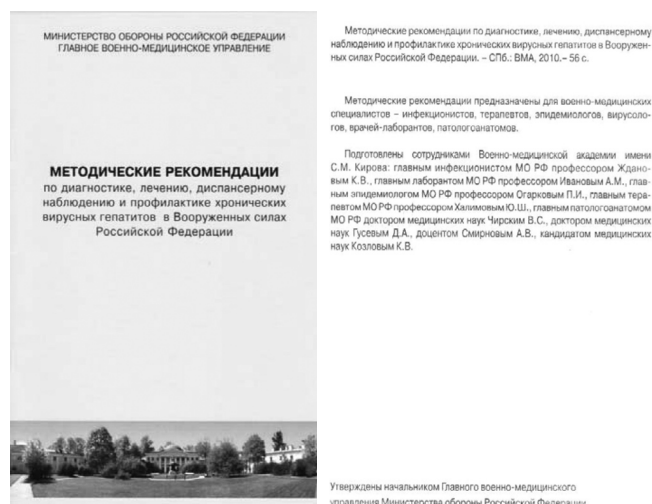 МИНИСТЕРСТВО ОБОРОНЫ РОССИЙСКОЙ ФЕДЕРАЦИИ
ГЛАВНОЕ ВОЕННО-МЕДИЦИНСКОЕ УПРАВЛЕНИЕ
МЕТОДИЧЕСКИЕ РЕКОМЕНДАЦИИ
по диагностике, лечению, диспансерному
наблюдению и профилактике хронических
вирусных гепатитов в Вооруженных силах
Российской Федерации
Методические рекомендации по диагностике, лечению, диспансерному
наблюдению и профилактике хронических вирусных гепатитов в Вооружен-
ных силах Российской Федерации. – СПб.: ВМА, 2010.– 56 с.
Методические рекомендации предназначены для военно-медицинских
специалистов – инфекционистов, терапевтов, эпидемиологов, вирусоло-
гов, врачей-лаборантов, патологоанатомов.
Подготовлены сотрудниками Военно-медицинской академии имени
С.М. Кирова: главным инфекционистом МО РФ профессором Ждано-
вым К.В., главным лаборантом МО РФ профессором Ивановым А.М., глав-
ным эпидемиологом МО РФ профессором Огарковым П.И., главным тера-
певтом МО РФ профессором Халимовым Ю.Ш., главным патологоанатомом
МО РФ доктором медицинских наук Чирским В.С., доктором медицинских
наук Гусевым Д.А., доцентом Смирновым А.В., кандидатом медицинских
наук Козловым К.В.
Утверждены начальником Главного военно-медицинского
управления Министерства обороны Российской Федерации